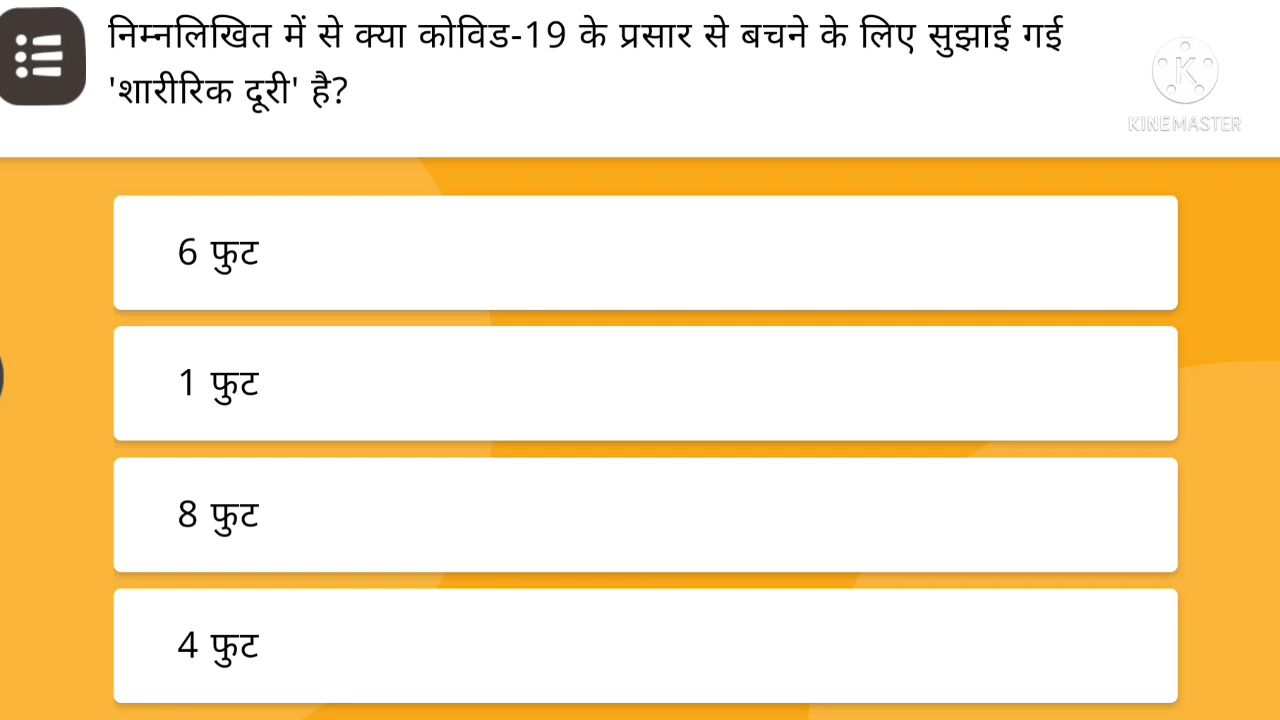 निम्नलिखित में से क्या कोविड-19 के प्रसार से बचने के लिए सुझाई गई
'शारीरिक दूरी' है?
KINEMASTER
6 फुट
1 फुट
8 फुट
4 फुट